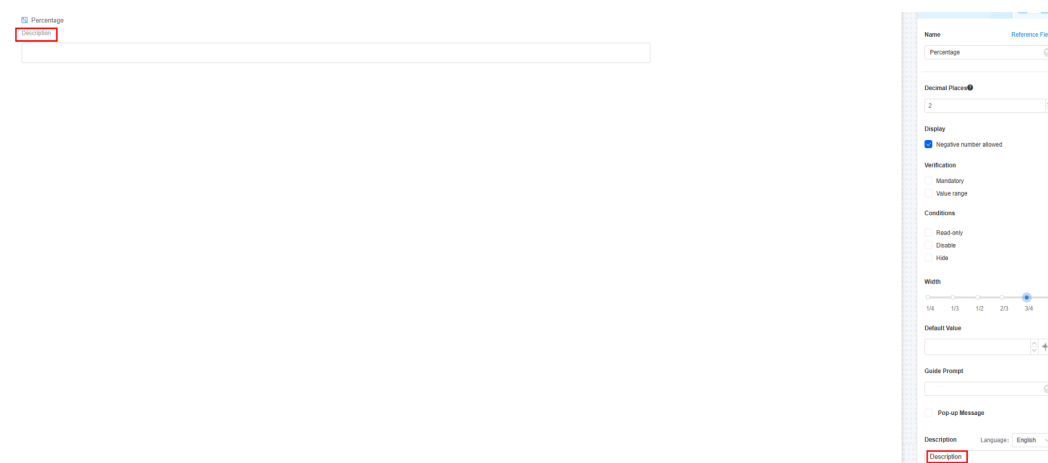 Percentage
Description
Name Reference Fie
Percentage
Decimal Places
2
Display
Negative number allowed
Verification
Mandatory
Value range
Conditions
Read-only
Disable
Hide
Width
1/4 1/3 1/2 2/3 3/4
Default Value
Guide Prompt
Pop-up Message
Description Language: English
Description